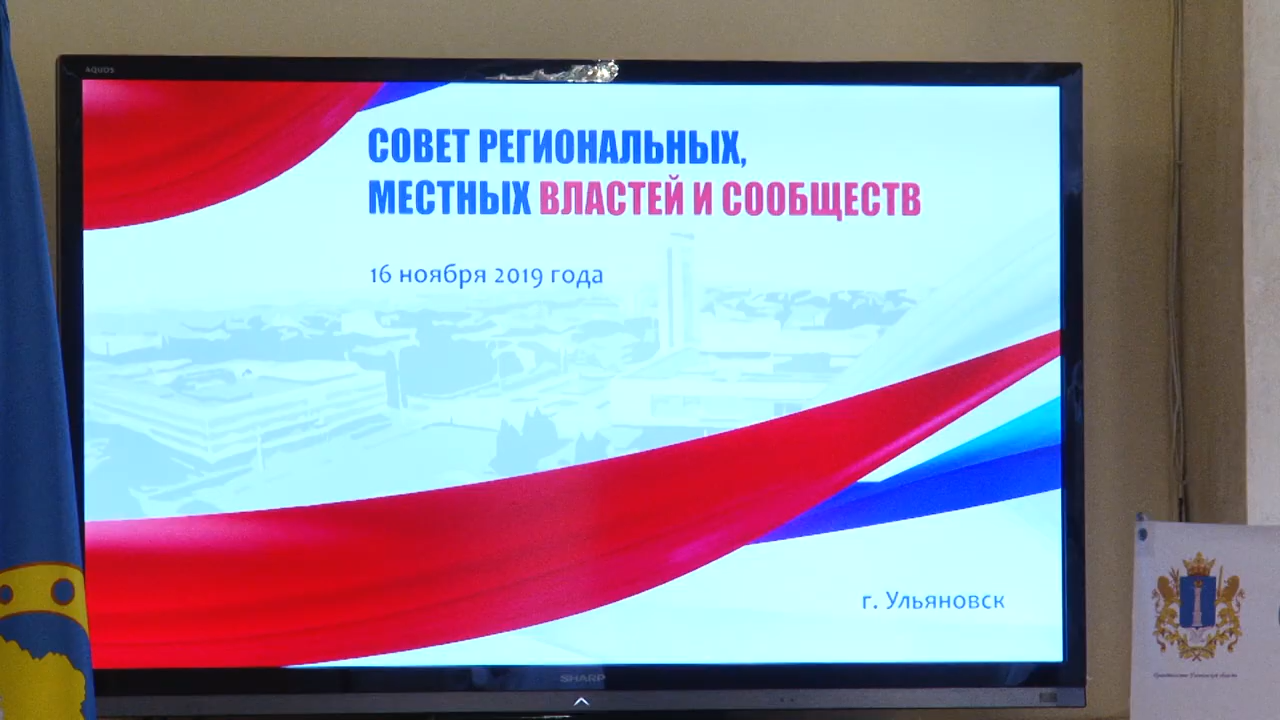 AQUOS
СОВЕТ РЕГИОНАЛЬНЫХ,
МЕСТНЫХ ВЛАСТЕЙ И СООБЩЕСТВ
16 ноября 2019 года
г. Ульяновск
SHARP